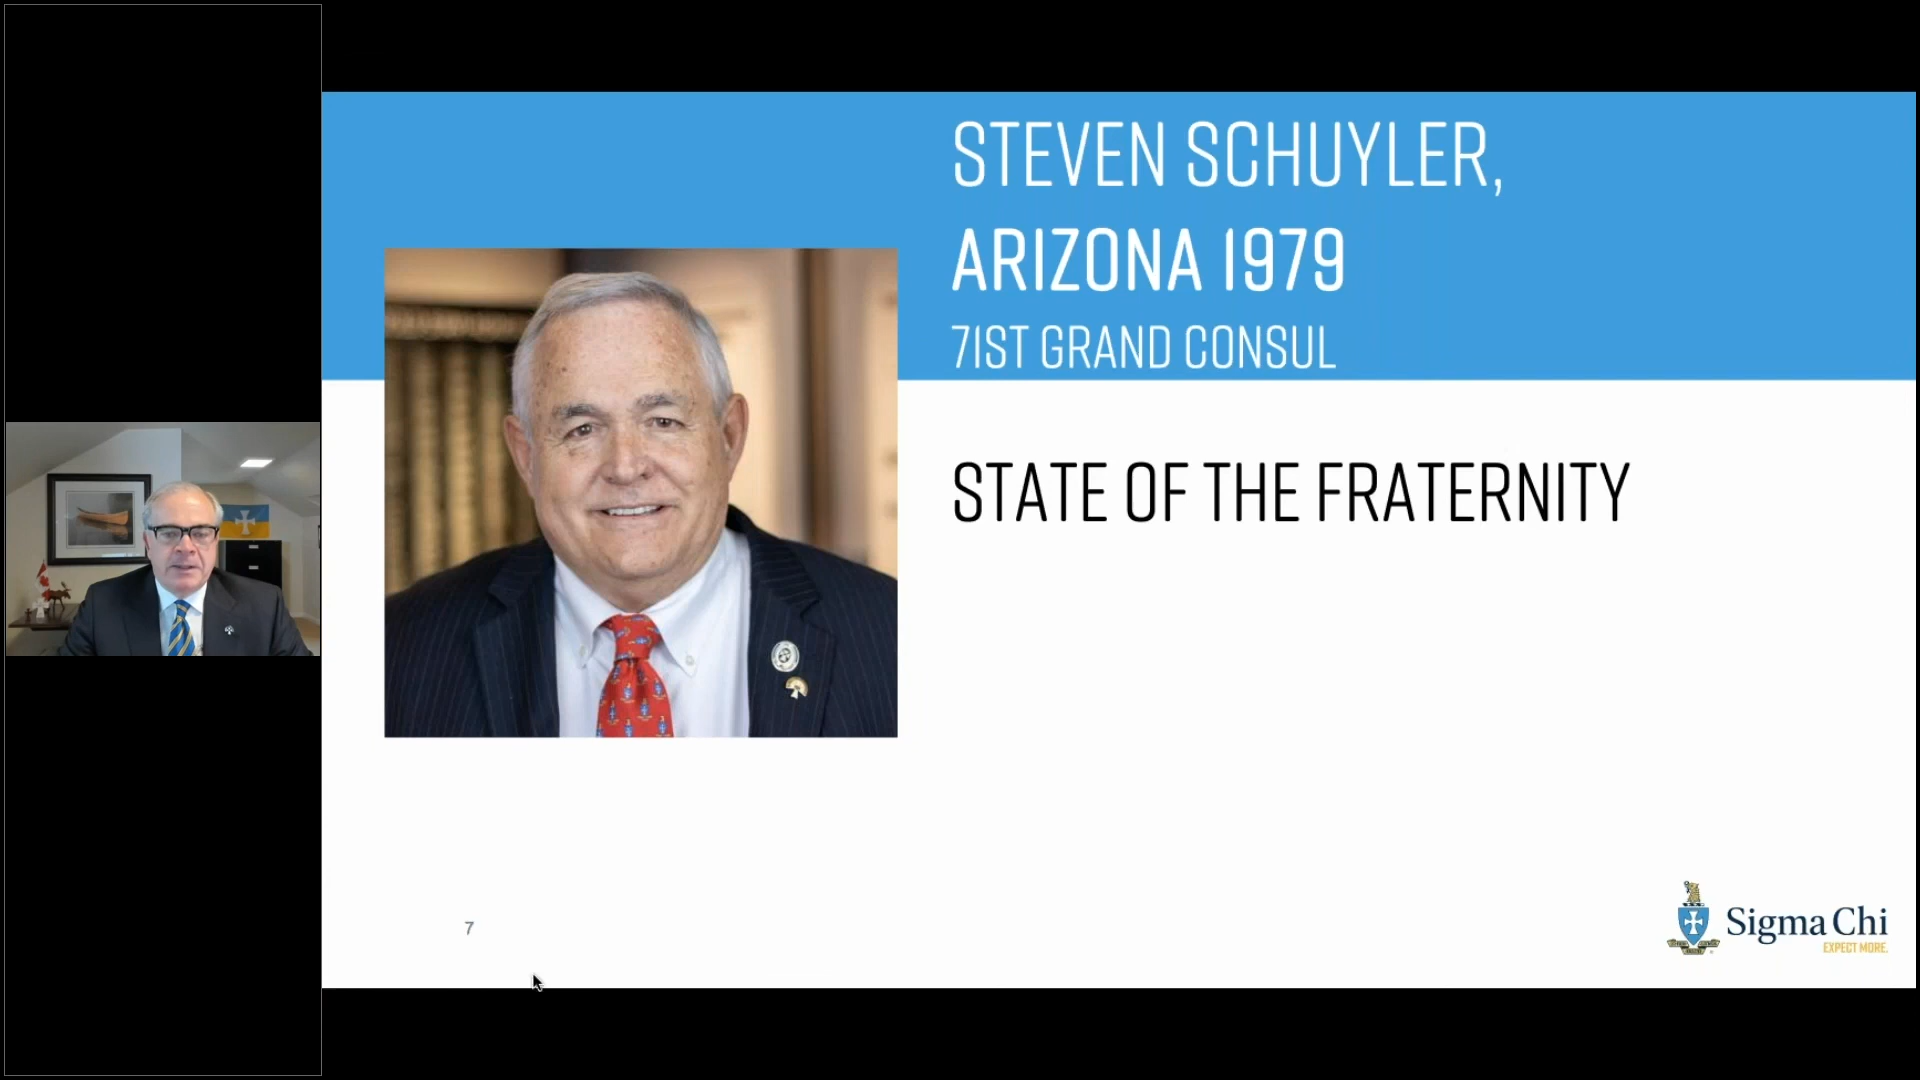 STEVEN SCHUYLER,
ARIZONA 1979
71ST GRAND CONSUL
STATE OF THE FRATERNITY
7
Sigma Chi
EXPECT MORE.